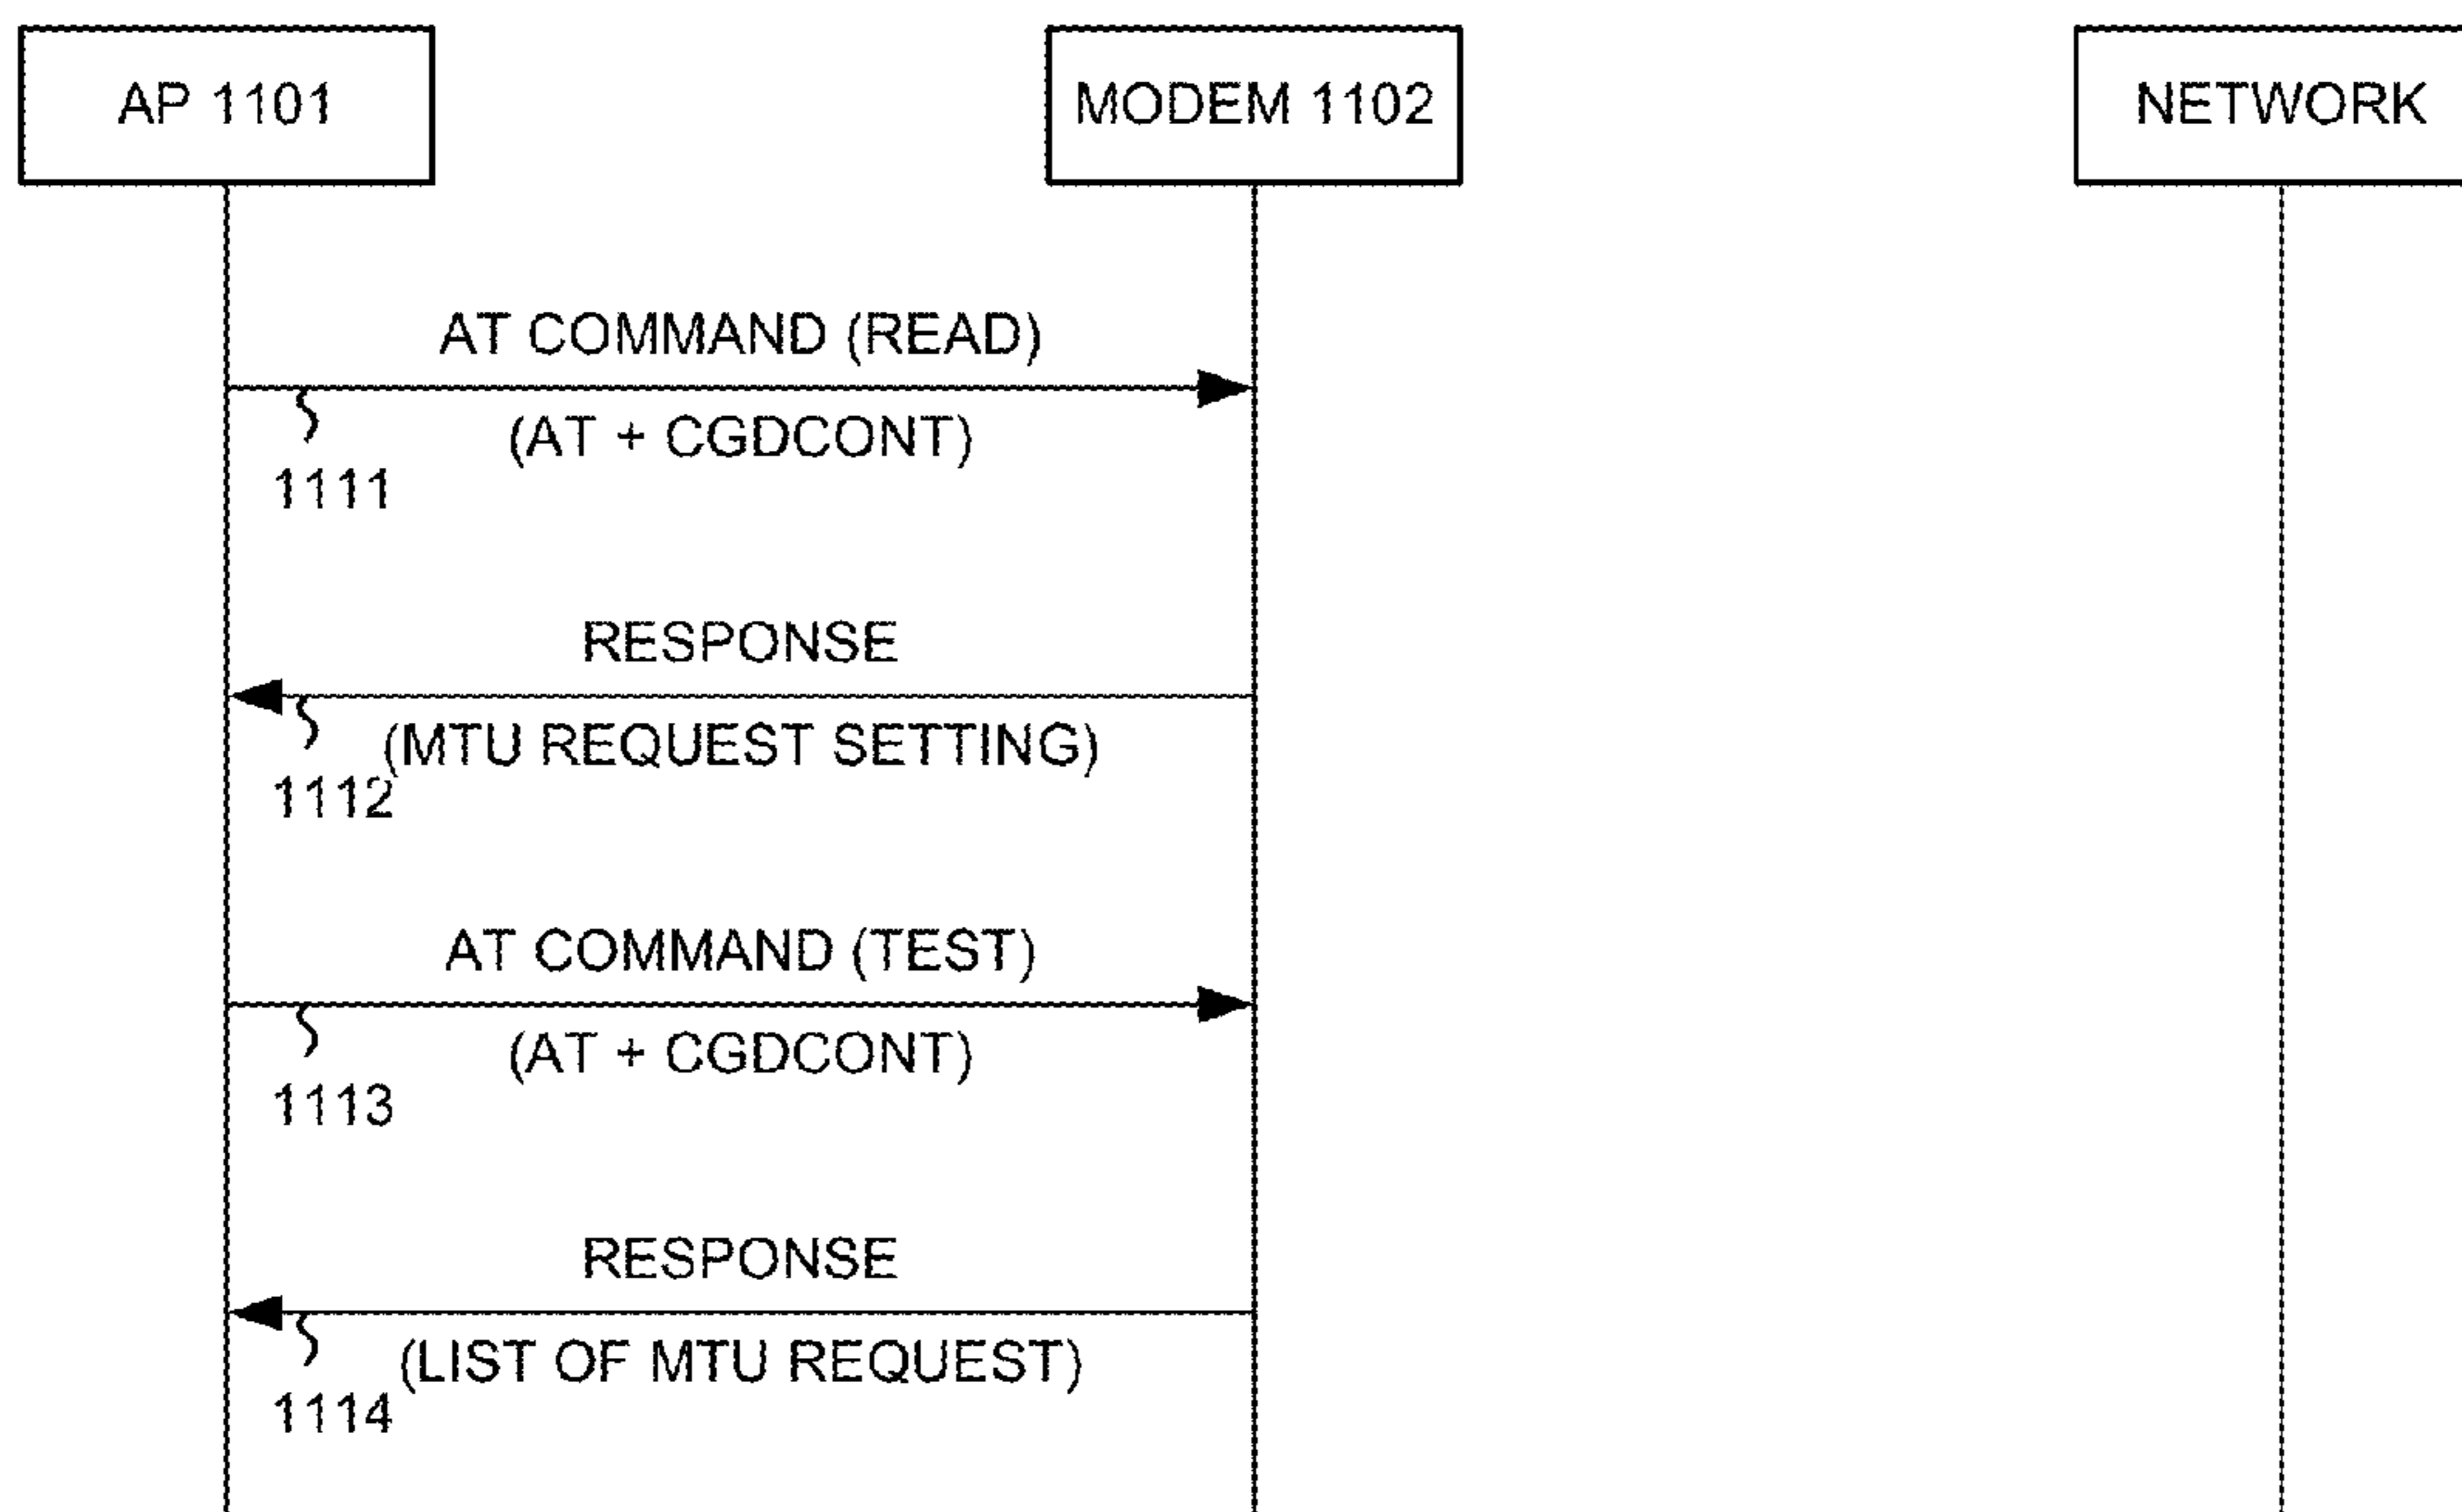 AP 1101
MODEM 1102
NETWORK
AT COMMAND (READ)
(AT + CGDCONT)
1111
RESPONSE
(MTU REQUEST SETTING)
1112
AT COMMAND (TEST)
(AT + CGDCONT)
1113
RESPONSE
(LIST OF MTU REQUEST)
1114